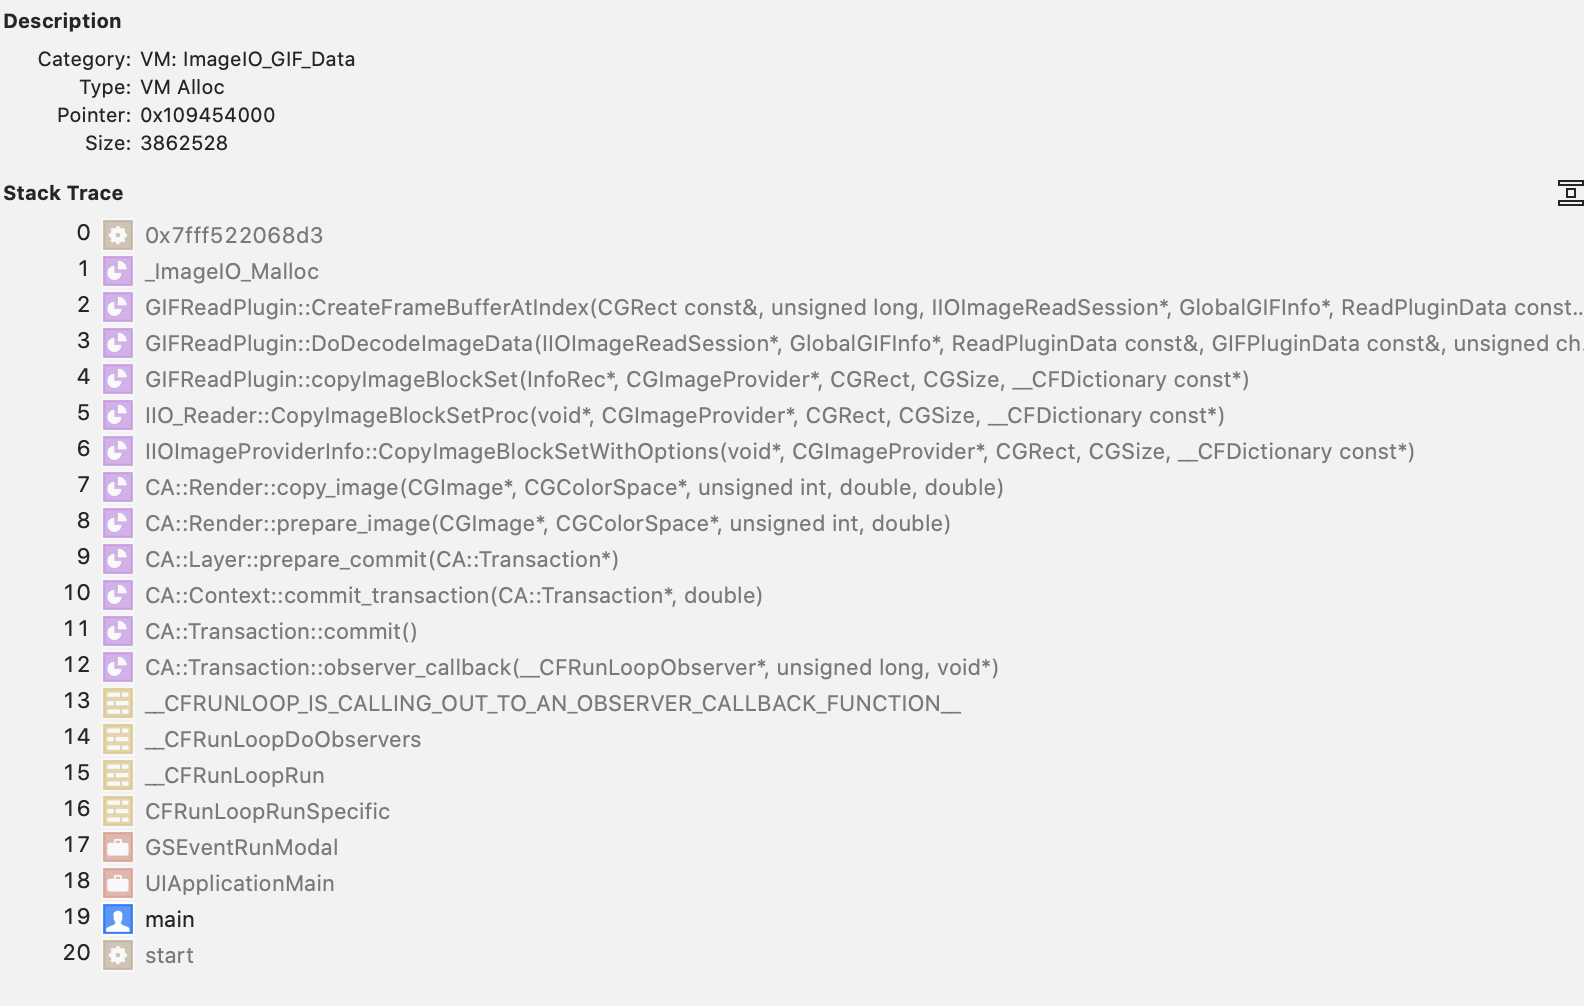 Description
Category: VM: ImageIO_GIF_Data
Type: VM Alloc
Pointer: 0x109454000
Size: 3862528
Stack Trace
0 0x7fff522068d3
1 _ImageIO_Malloc
2 GIFReadPlugin::CreateFrameBufferAtIndex(CGRect const&, unsigned long, IIOImageReadSession*, GlobalGIFInfo*, ReadPluginData const...
3 GIFReadPlugin::DoDecodeImageData(IIOImageReadSession*, GlobalGIFInfo*, ReadPluginData const&, GIFPluginData const&, unsigned ch.
4 GIFReadPlugin::copyImageBlockSet(InfoRec*, CGImageProvider*, CGRect, CGSize, __CFDictionary const*)
5 IIO_Reader::CopyImageBlockSetProc(void*, CGImageProvider*, CGRect, CGSize, __CFDictionary const*)
6 IIOImageProviderInfo::CopyImageBlockSetWithOptions(void*, CGImageProvider*, CGRect, CGSize, __CFDictionary const*)
7 CA::Render::copy_image(CGImage*, CGColorSpace*, unsigned int, double, double)
8 CA::Render::prepare_image(CGImage*, CGColorSpace*, unsigned int, double)
9 CA::Layer::prepare_commit(CA::Transaction*)
10 CA::Context::commit_transaction(CA::Transaction*, double)
11 CA::Transaction::commit()
12 CA::Transaction::observer_callback(__CFRunLoopObserver*, unsigned long, void*)
13 __CFRUNLOOP_IS_CALLING_OUT_TO_AN_OBSERVER_CALLBACK_FUNCTION__
14 __CFRunLoopDoObservers
15 __CFRunLoopRun
16 CFRunLoopRunSpecific
17 GSEventRunModal
18 UIApplicationMain
19 main
20 start